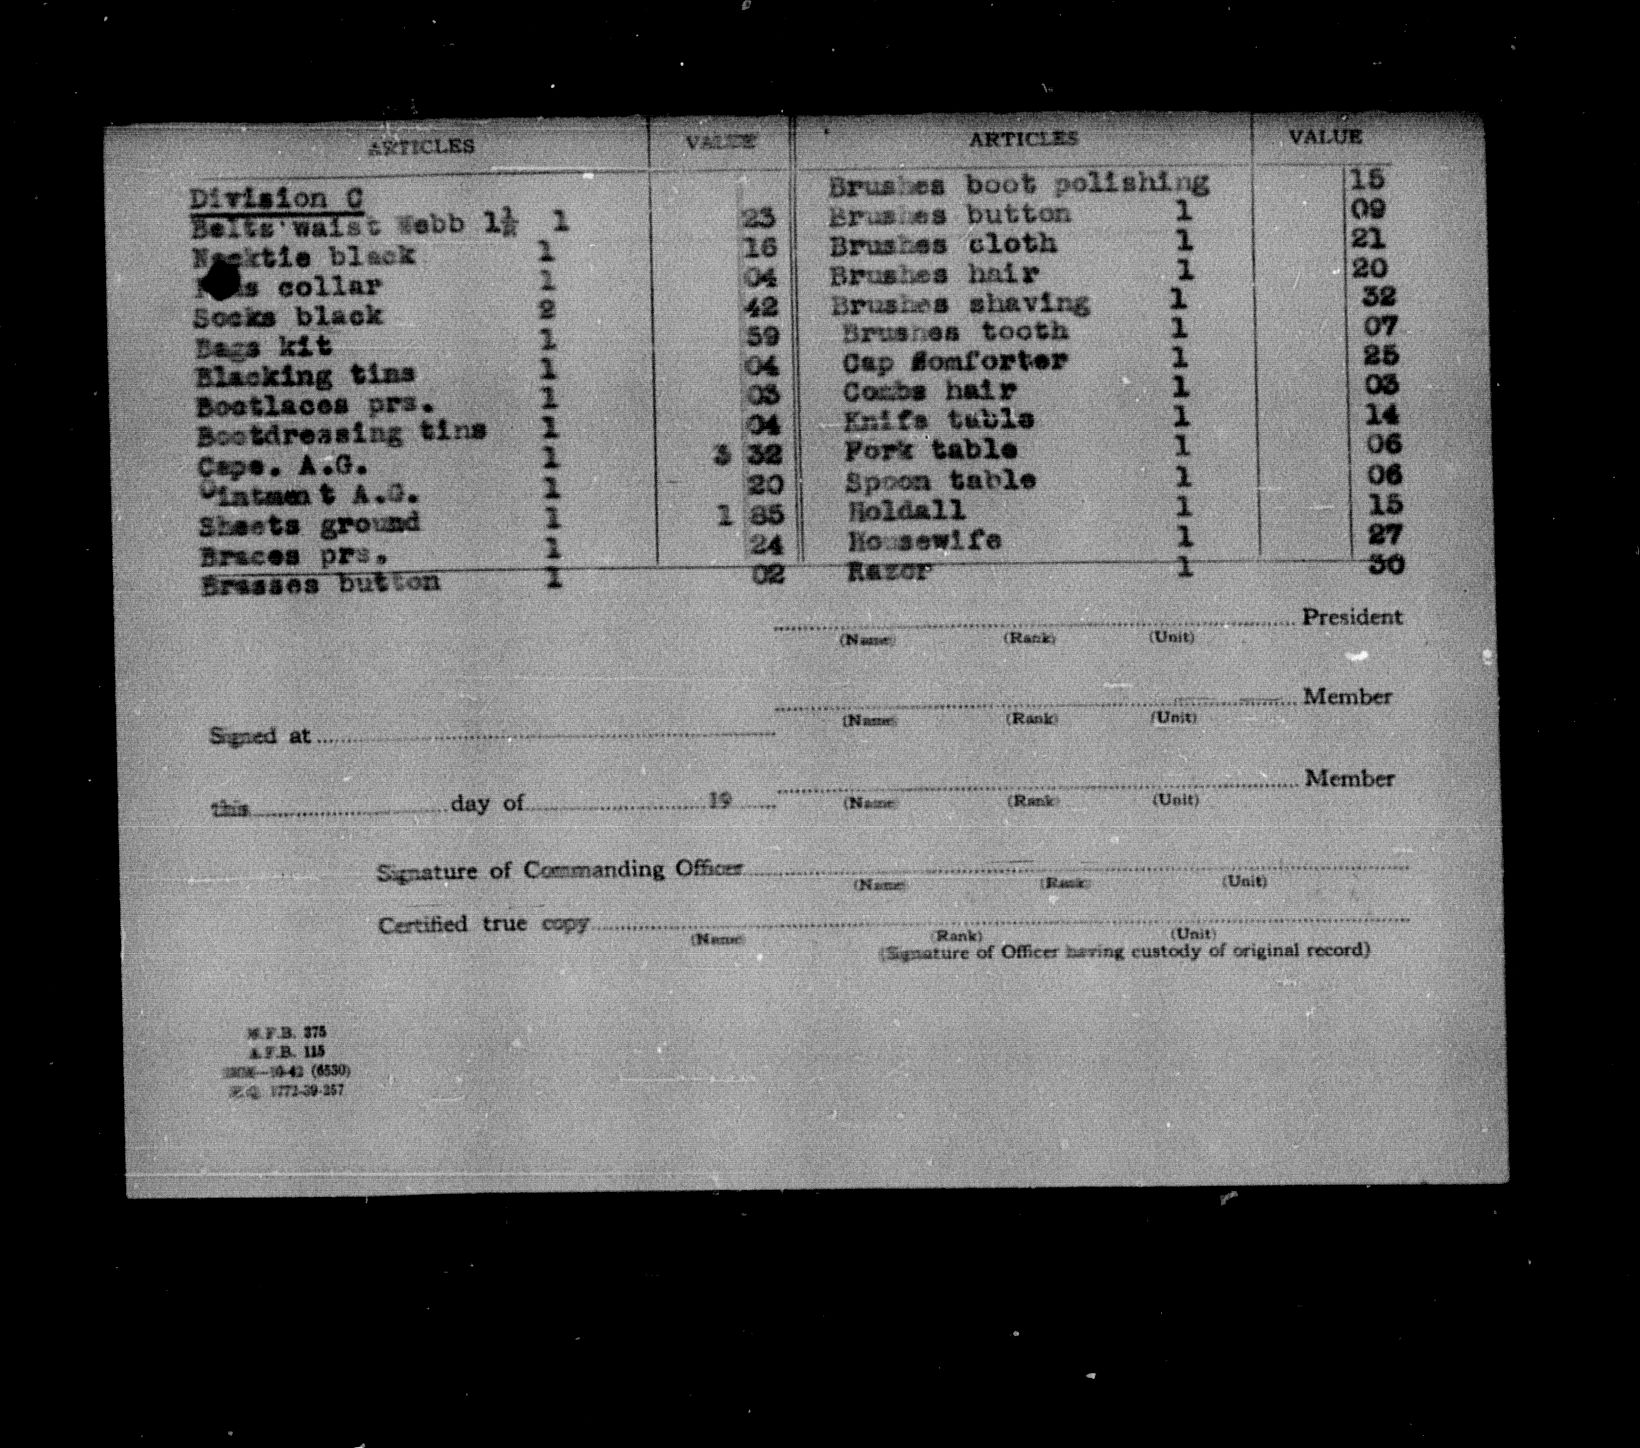 ARTICLES VALUE ARTICLES VALUE
Division C
Belts waist Webb 1½ 1 23
Necktie black 1 16
collar 1 04
Socks black 2 42
Bags kit 1 59
Blacking tins 1 04
Bootlaces prs. 1 03
Bootdressing tins 1 04
Cape. A.G. 1 3 32
Ointment A.G. 1 20
Sheets ground 1 1 85
Braces prs. 1 24
Brasses button 1 02
Brushes boot polishing 15
Brushes button 1 09
Brushes cloth 1 21
Brushes hair 1 20
Brushes shaving 1 32
Brushes tooth 1 07
Cap Comforter 1 25
Combs hair 1 03
Knife table 1 14
Fork table 1 06
Spoon table 1 06
Holdall 1 15
Housewife 1 27
Razor 1 30
President
(Name) (Rank) (Unit)
Member
(Name) (Rank) (Unit)
Signed at
Member
(Name) (Rank) (Unit)
this day of 19
Signature of Commanding Officer
(Name) (Rank) (Unit)
Certified true copy
(Name) (Rank) (Unit)
(Signature of Officer having custody of original record)
M.F.B. 375
A.F.B. 115
10-42 (6530)
H.Q. 1772-39-257